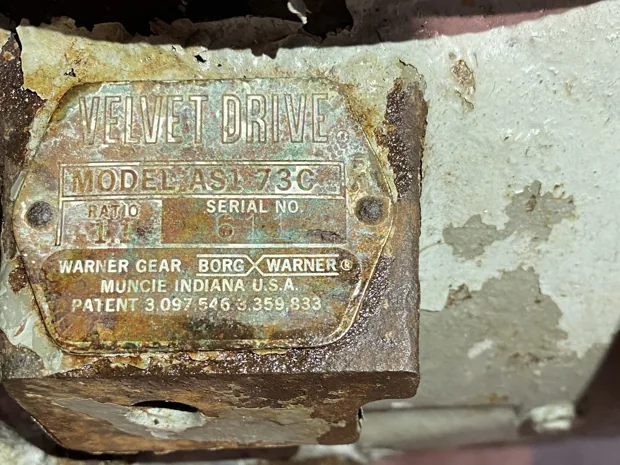 VELVET DRIVE®
MODEL AS1 73C
RATIO SERIAL NO.
WARNER GEAR BORG WARNER®
MUNCIE INDIANA U.S.A.
PATENT 3,097,546 3,359,833